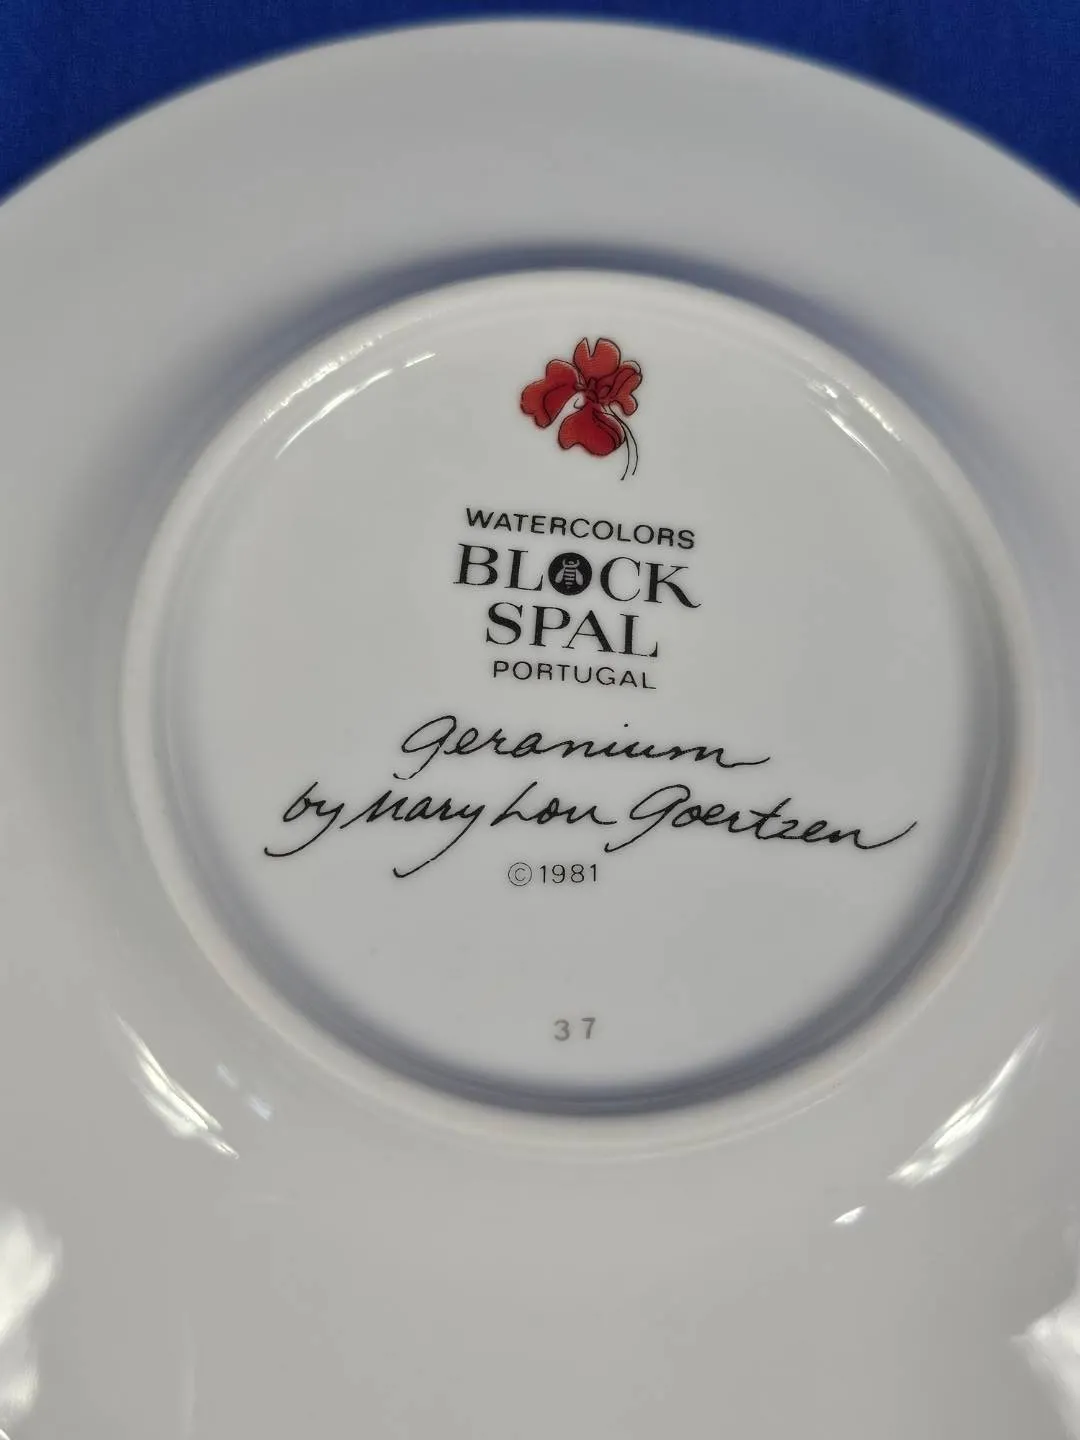 WATERCOLORS
BLOCK
SPAL
PORTUGAL
Geranium
by Mary Lou Goertzen
©1981
37